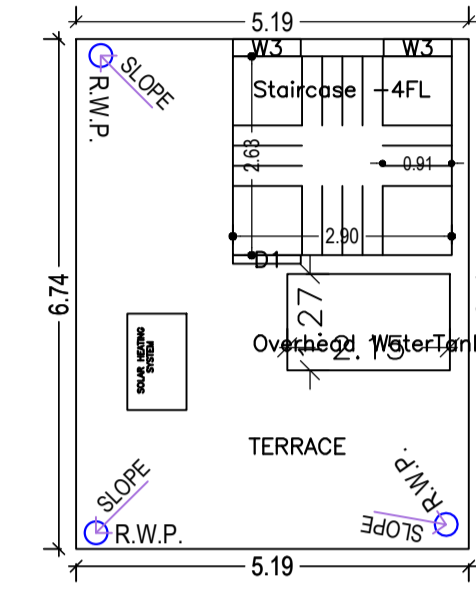 5.19
W3
W3
SLOPE
R.W.P.
Staircase -4FL
2.63
0.91
2.90
D1
6.74
1.27
2.15
Overhead WaterTank
SOLAR HEATING
SYSTEM
TERRACE
SLOPE
R.W.P.
R.W.P.
SLOPE
5.19